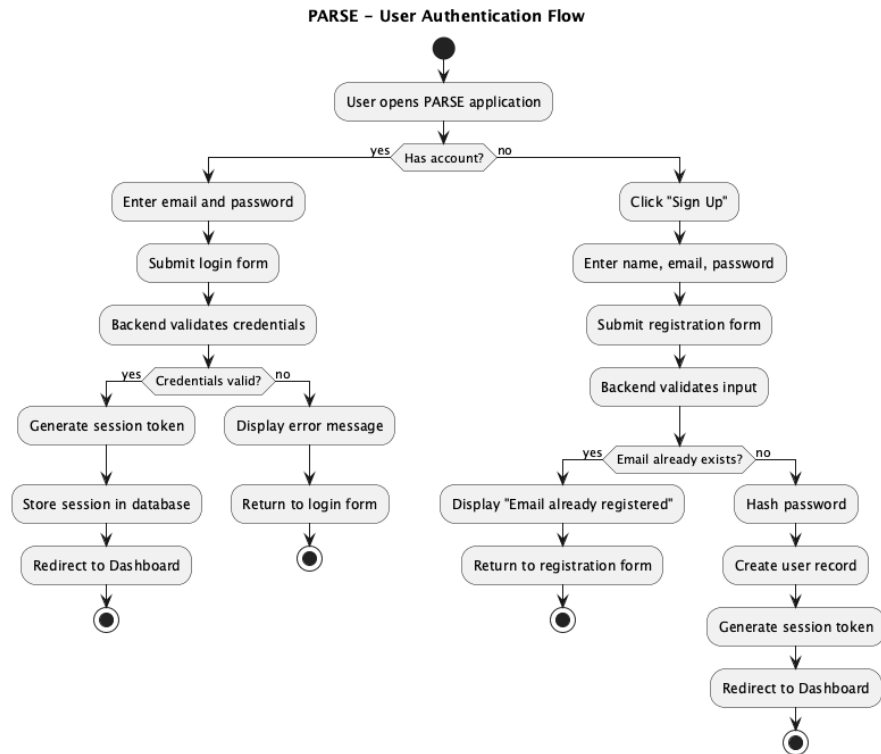 PARSE - User Authentication Flow
User opens PARSE application
yes
Has account?
no
Enter email and password
Submit login form
Backend validates credentials
yes
Credentials valid?
no
Generate session token
Store session in database
Redirect to Dashboard
Display error message
Return to login form
Click "Sign Up"
Enter name, email, password
Submit registration form
Backend validates input
yes
Email already exists?
no
Display "Email already registered"
Return to registration form
Hash password
Create user record
Generate session token
Redirect to Dashboard